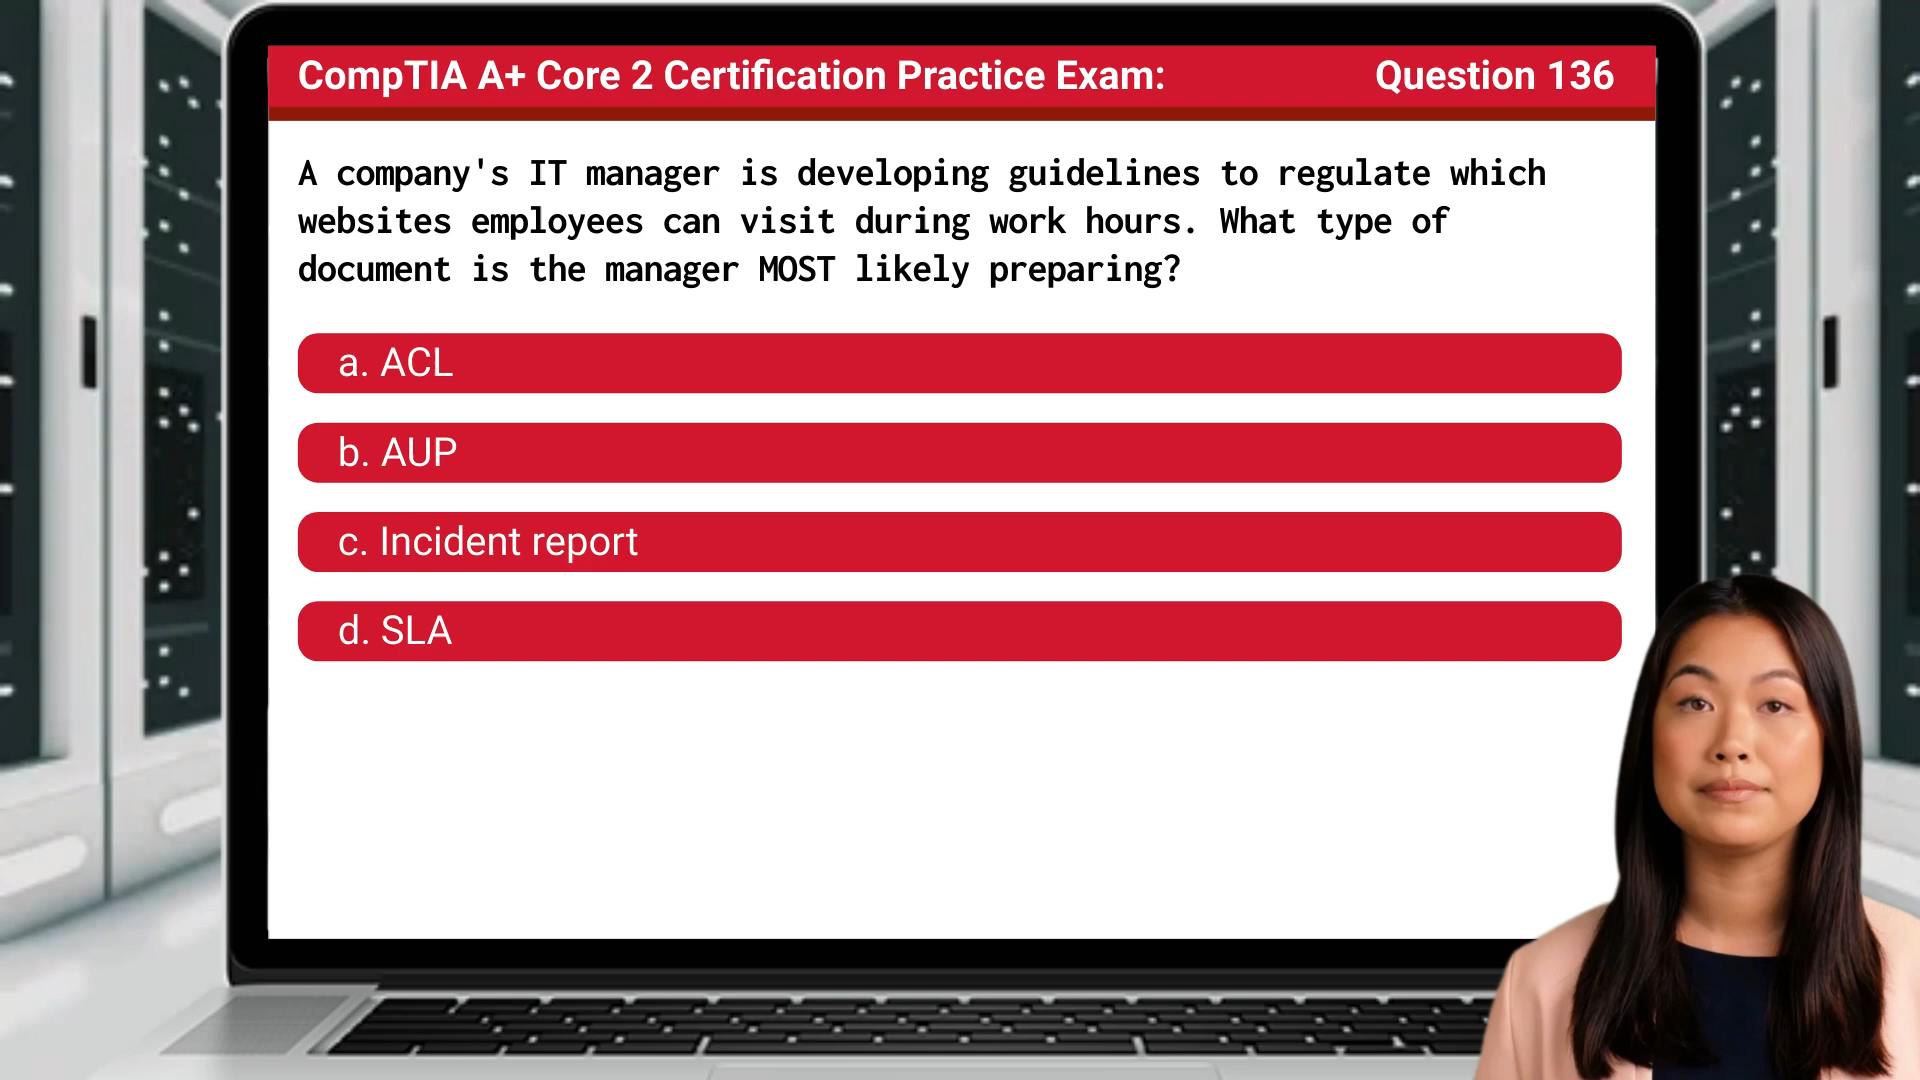 CompTIA A+ Core 2 Certification Practice Exam: Question 136
A company's IT manager is developing guidelines to regulate which
websites employees can visit during work hours. What type of
document is the manager MOST likely preparing?
a. ACL
b. AUP
c. Incident report
d. SLA